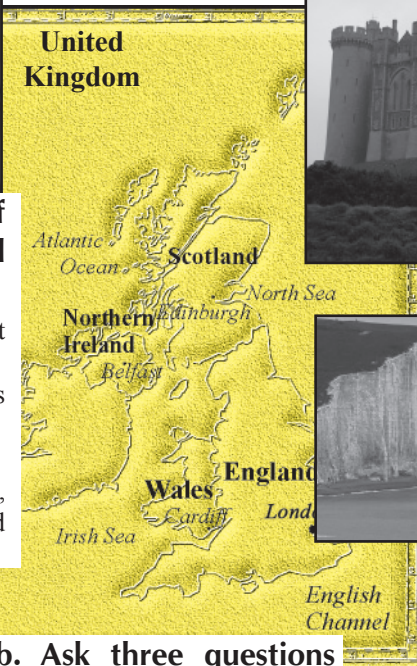 United
Kingdom
Atlantic
Ocean
Scotland
North Sea
Edinburgh
Northern
Ireland
Belfast
England
Wales
Cardiff
Irish Sea
English
Channel
b. Ask three questions